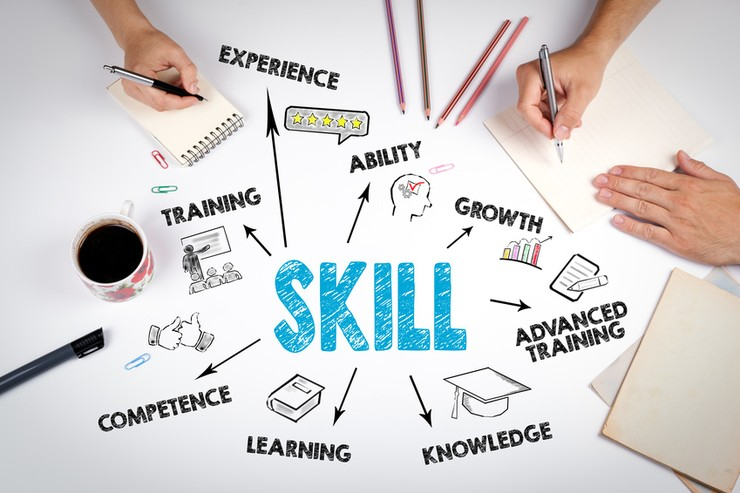 EXPERIENCE
ABILITY
TRAINING
GROWTH
SKILL
ADVANCED
TRAINING
COMPETENCE
LEARNING
KNOWLEDGE